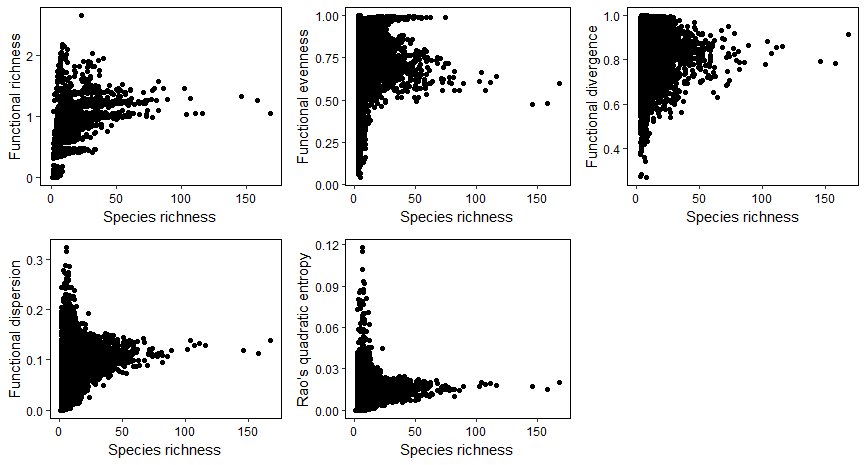 Functional richness
2
1
0
0 50 100 150
Species richness
Functional evenness
1.00
0.75
0.50
0.25
0.00
0 50 100 150
Species richness
Functional divergence
1.0
0.8
0.6
0.4
0 50 100 150
Species richness
Functional dispersion
0.3
0.2
0.1
0.0
0 50 100 150
Species richness
Rao's quadratic entropy
0.12
0.09
0.06
0.03
0.00
0 50 100 150
Species richness